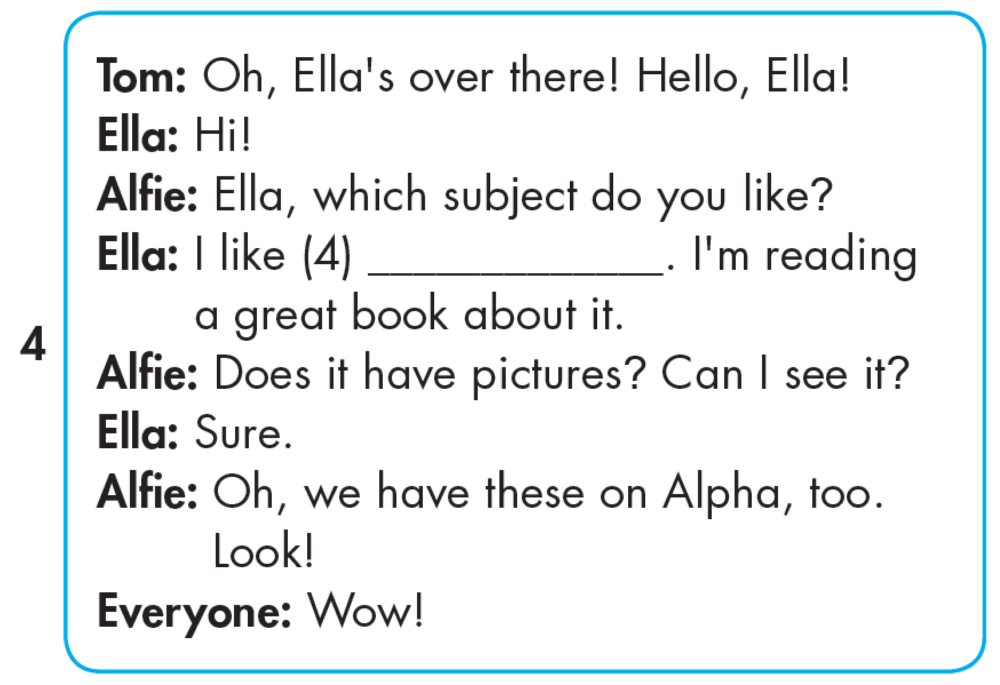 Tom: Oh, Ella's over there! Hello, Ella!
Ella: Hi!
Alfie: Ella, which subject do you like?
Ella: I like (4) _____________. I'm reading
a great book about it.
4
Alfie: Does it have pictures? Can I see it?
Ella: Sure.
Alfie: Oh, we have these on Alpha, too.
Look!
Everyone: Wow!